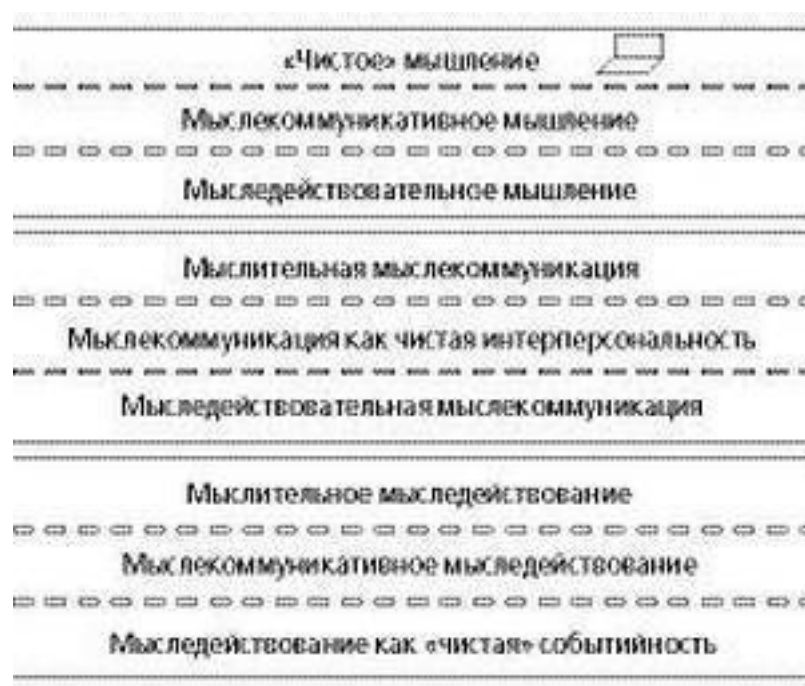 «Чистое» мышление
Мыслекоммуникативное мышление
Мыследействовательное мышление
Мыслительная мыслекоммуникация
Мыслекоммуникация как чистая интерперсональность
Мыследействовательная мыслекоммуникация
Мыслительное мыследействование
Мыслекоммуникативное мыследействование
Мыследействование как «чистая» событийность